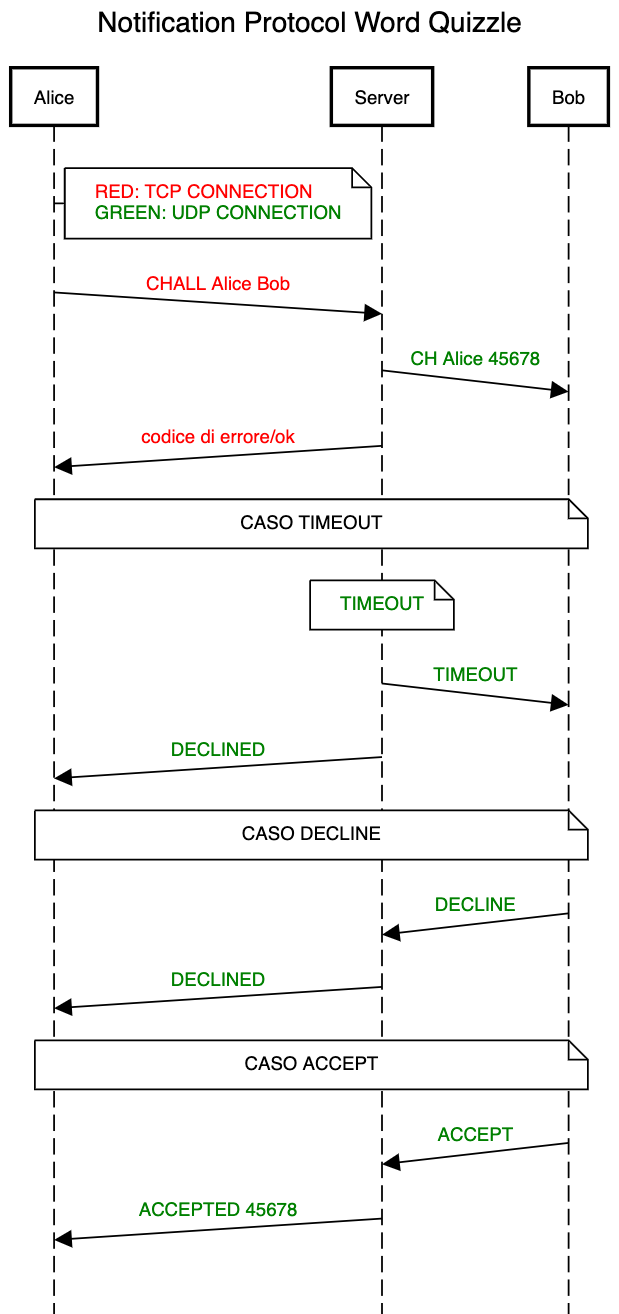 Notification Protocol Word Quizzle
Alice
Server
Bob
RED: TCP CONNECTION
GREEN: UDP CONNECTION
CHALL Alice Bob
CH Alice 45678
codice di errore/ok
CASO TIMEOUT
TIMEOUT
TIMEOUT
DECLINED
CASO DECLINE
DECLINE
DECLINED
CASO ACCEPT
ACCEPT
ACCEPTED 45678